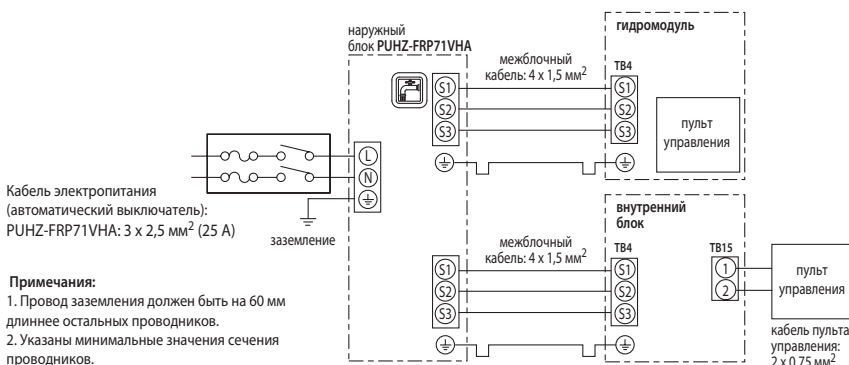 наружный
блок PUHZ-FRP71VHA
S1
S2
S3
межблочный
кабель: 4 x 1,5 мм²
гидромодуль
TB4
S1
S2
S3
пульт
управления
L
N
Кабель электропитания
(автоматический выключатель):
PUHZ-FRP71VHA: 3 x 2,5 мм² (25 А)
заземление
Примечания:
1. Провод заземления должен быть на 60 мм
длиннее остальных проводников.
2. Указаны минимальные значения сечения
проводников.
S1
S2
S3
межблочный
кабель: 4 x 1,5 мм²
внутренний
блок
TB4
S1
S2
S3
TB15
1
2
пульт
управления
кабель пульта
управления:
2 x 0,75 мм²